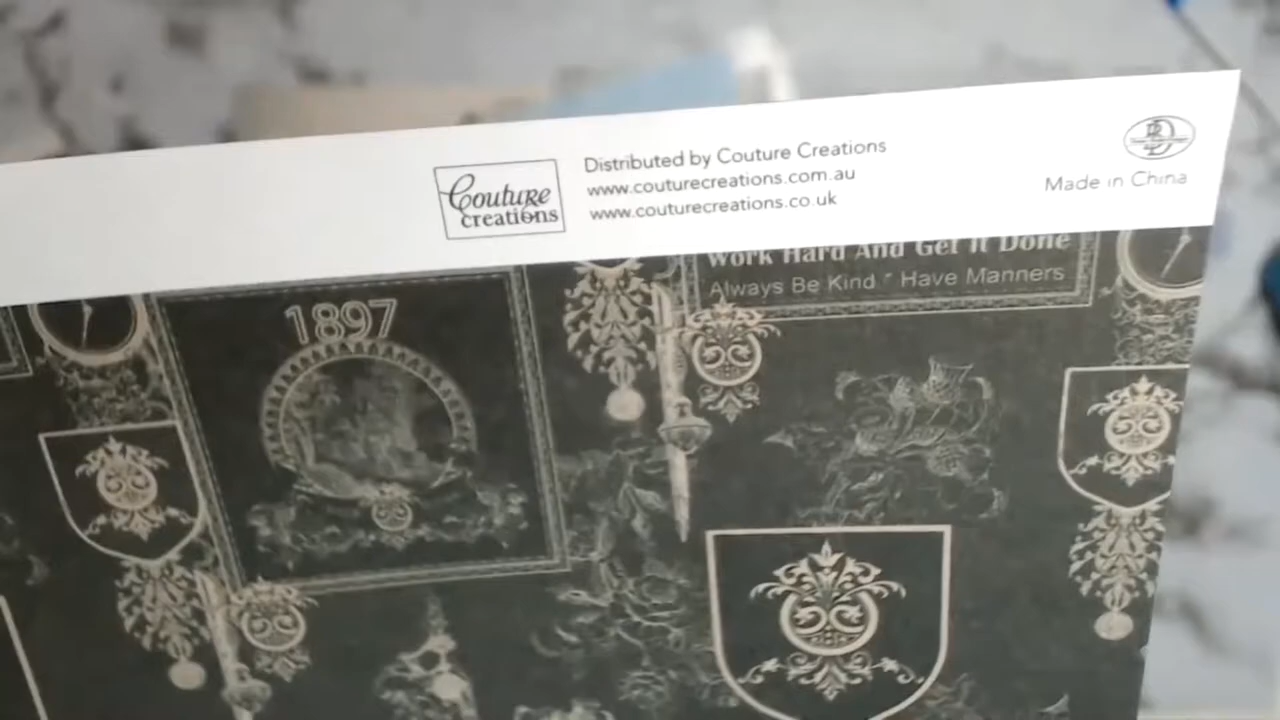 Couture
creations
Distributed by Couture Creations
www.couturecreations.com.au
www.couturecreations.co.uk
Made in China
Work Hard And Get It Done
Always Be Kind * Have Manners
1897